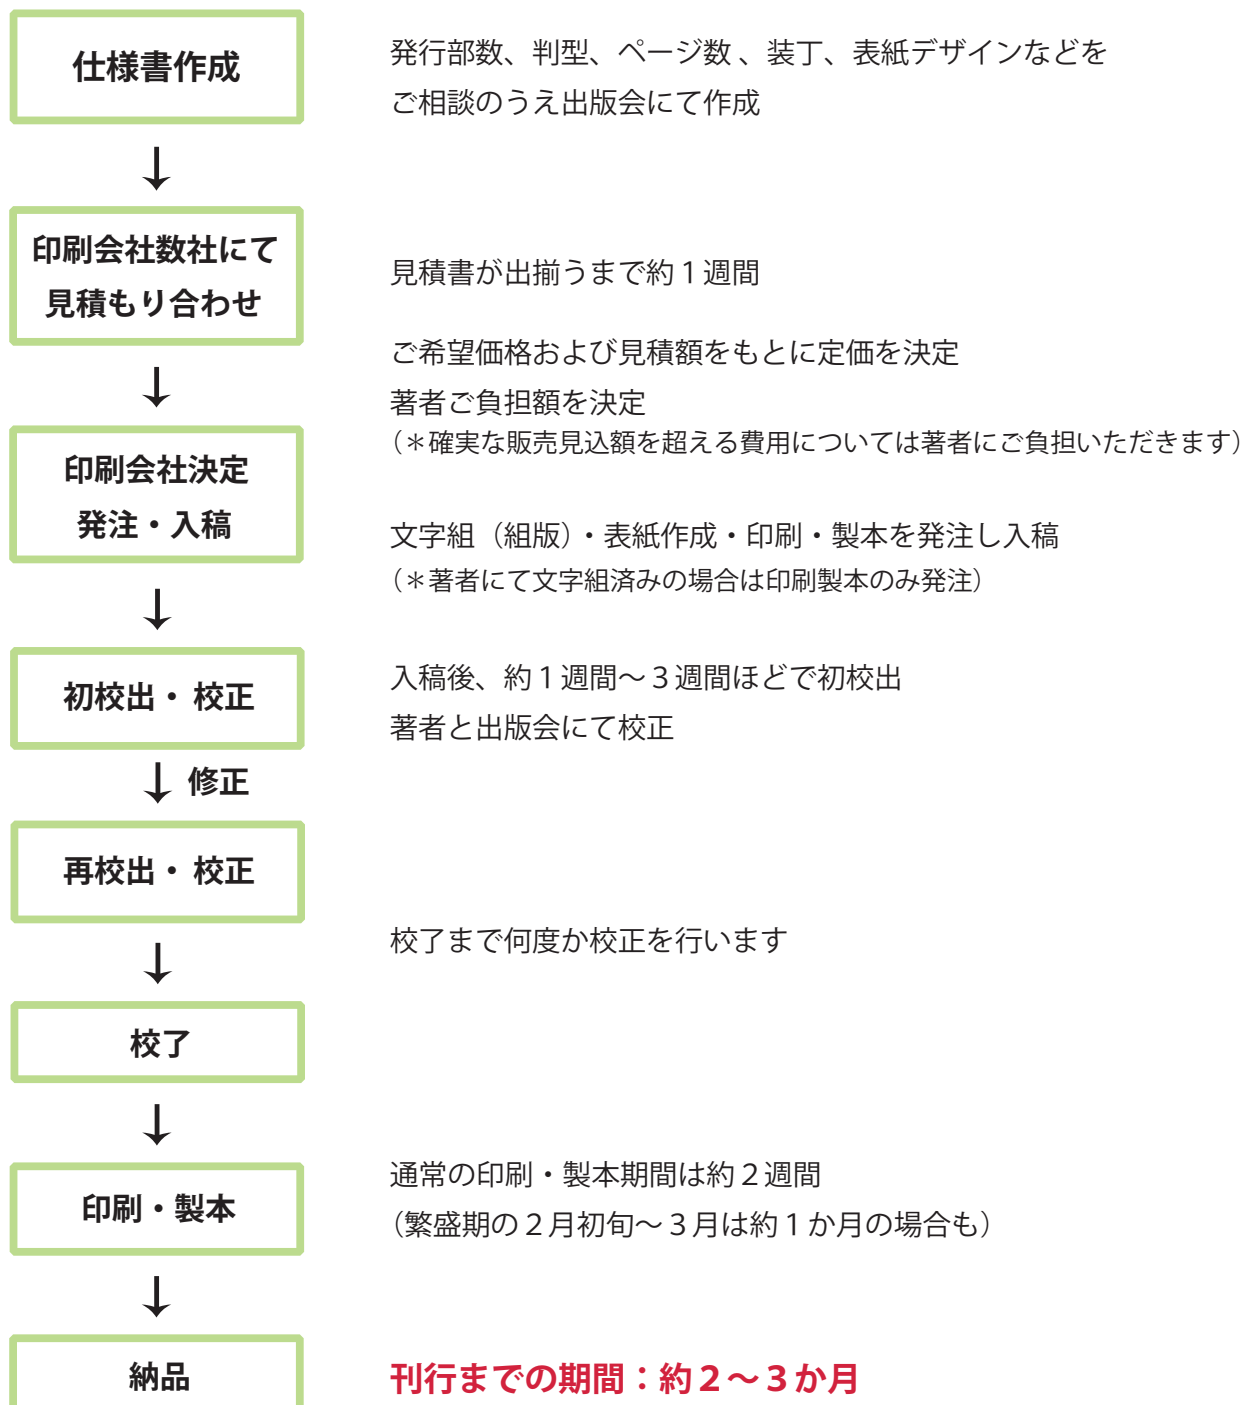 仕様書作成
発行部数、判型、ページ数、装丁、表紙デザインなどを
ご相談のうえ出版会にて作成
↓
印刷会社数社にて
見積もり合わせ
見積書が出揃うまで約１週間
↓
ご希望価格および見積額をもとに定価を決定
著者ご負担額を決定
（＊確実な販売見込額を超える費用については著者にご負担いただきます）
印刷会社決定
発注・入稿
文字組（組版）・表紙作成・印刷・製本を発注し入稿
（＊著者にて文字組済みの場合は印刷製本のみ発注）
↓
初校出・校正
入稿後、約１週間～３週間ほどで初校出
著者と出版会にて校正
↓ 修正
再校出・校正
↓
校了まで何度か校正を行います
校了
↓
印刷・製本
通常の印刷・製本期間は約２週間
（繁盛期の２月初旬～３月は約１か月の場合も）
↓
納品
刊行までの期間：約２～３か月